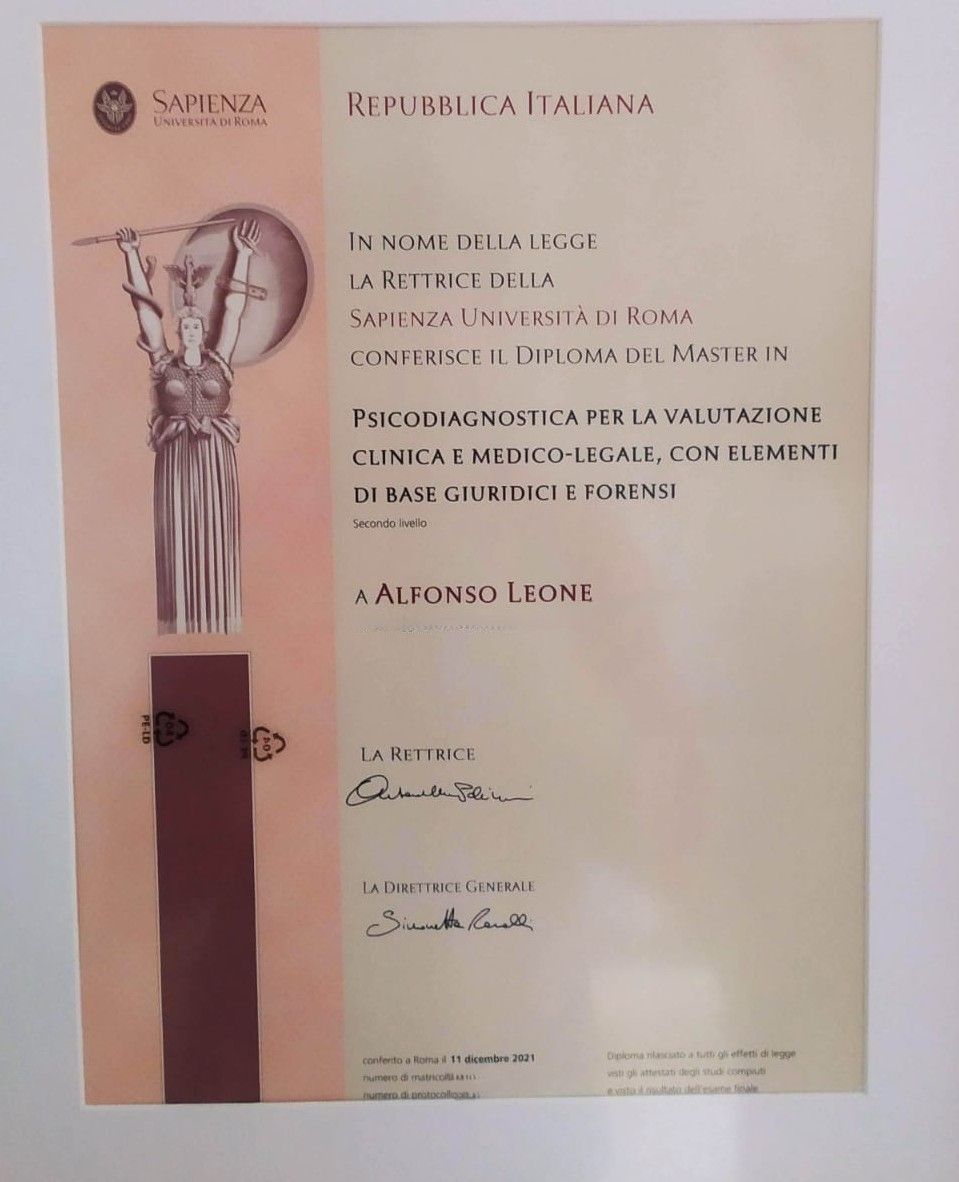 SAPIENZA
UNIVERSITÀ DI ROMA
REPUBBLICA ITALIANA
IN NOME DELLA LEGGE
LA RETTRICE DELLA
SAPIENZA UNIVERSITÀ DI ROMA
CONFERISCE IL DIPLOMA DEL MASTER IN
PSICODIAGNOSTICA PER LA VALUTAZIONE
CLINICA E MEDICO-LEGALE, CON ELEMENTI
DI BASE GIURIDICI E FORENSI
Secondo livello
A ALFONSO LEONE
PE-LD
04
LA RETTRICE
LA DIRETTRICE GENERALE
Simonetta Ranalli
conferito a Roma il 11 dicembre 2021
numero di matricola
numero di protocollo
Diploma rilasciato a tutti gli effetti di legge
visti gli attestati degli studi compiuti
e visto il risultato dell'esame finale